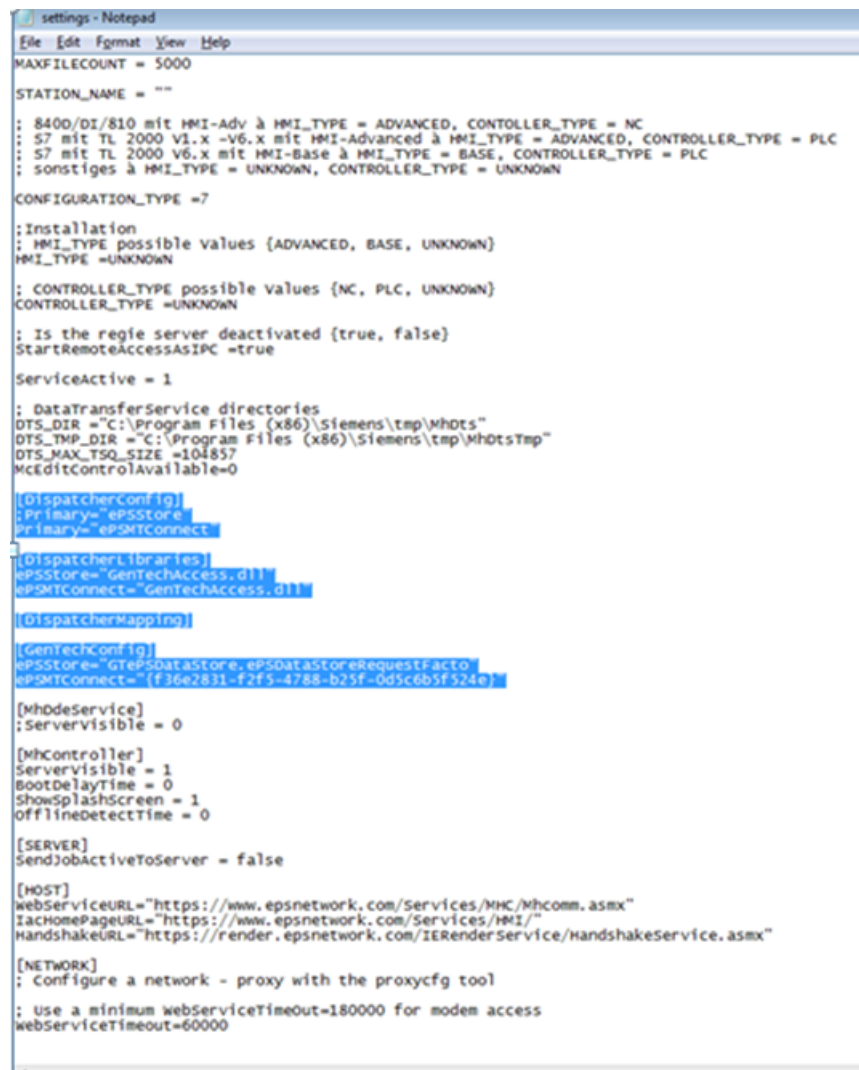 settings - Notepad
File Edit Format View Help
MAXFILECOUNT = 5000
STATION_NAME = ""
; 840D/DI/810 mit HMI-Adv à HMI_TYPE = ADVANCED, CONTOLLER_TYPE = NC
; S7 mit TL 2000 V1.x -V6.x mit HMI-Advanced à HMI_TYPE = ADVANCED, CONTROLLER_TYPE = PLC
; S7 mit TL 2000 V6.x mit HMI-Base à HMI_TYPE = BASE, CONTROLLER_TYPE = PLC
; sonstiges à HMI_TYPE = UNKNOWN, CONTROLLER_TYPE = UNKNOWN
CONFIGURATION_TYPE =7
;Installation
; HMI_TYPE possible values {ADVANCED, BASE, UNKNOWN}
HMI_TYPE =UNKNOWN
; CONTROLLER_TYPE possible values {NC, PLC, UNKNOWN}
CONTROLLER_TYPE =UNKNOWN
; Is the regie server deactivated {true, false}
StartRemoteAccessAsIPC =true
ServiceActive = 1
; DataTransferService directories
DTS_DIR ="C:\Program Files (x86)\Siemens\tmp\MhDts"
DTS_TMP_DIR ="C:\Program Files (x86)\Siemens\tmp\MhDtsTmp"
DTS_MAX_TSQ_SIZE =104857
McEditControlAvailable=0
[DispatcherConfig]
;Primary="ePSStore"
Primary="ePSMTConnect"
[DispatcherLibraries]
ePSStore="GenTechAccess.dll"
ePSMTConnect="GenTechAccess.dll"
[DispatcherMapping]
[GenTechConfig]
ePSStore="GTePSDataStore.ePSDataStoreRequestFacto"
ePSMTConnect="{f36e2831-f2f5-4788-b25f-0d5c6b5f524e}"
[MhDdeService]
;ServerVisible = 0
[MhController]
ServerVisible = 1
BootDelayTime = 0
ShowSplashScreen = 1
OfflineDetectTime = 0
[SERVER]
SendJobActiveToServer = false
[HOST]
WebServiceURL="https://www.epsnetwork.com/Services/MHC/Mhcomm.asmx"
IacHomePageURL="https://www.epsnetwork.com/Services/HMI/"
HandshakeURL="https://render.epsnetwork.com/IERenderService/HandshakeService.asmx"
[NETWORK]
; Configure a network - proxy with the proxycfg tool
; Use a minimum WebServiceTimeOut=180000 for modem access
WebServiceTimeout=60000